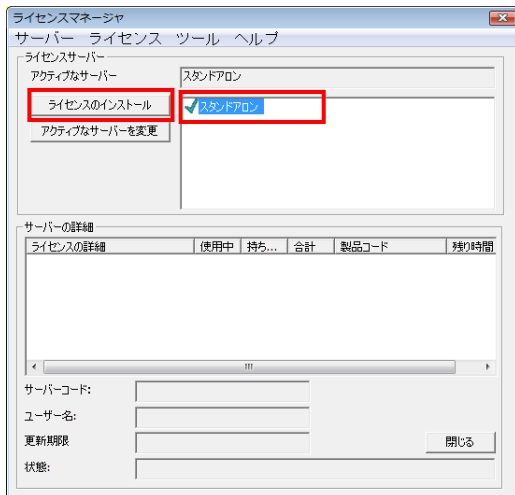 ライセンスマネージャ
サーバー ライセンス ツール ヘルプ
ライセンスサーバー
アクティブなサーバー スタンドアロン
ライセンスのインストール スタンドアロン
アクティブなサーバーを変更
サーバーの詳細
ライセンスの詳細 使用中 持ち... 合計 製品コード 残り時間
サーバーコード:
ユーザー名:
更新期限 閉じる
状態: